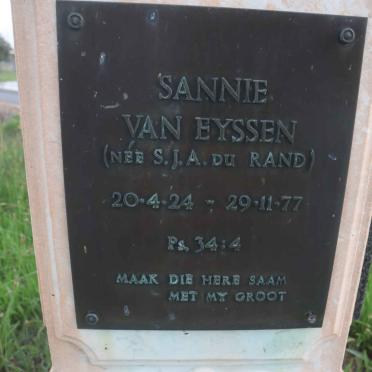 SANNIE
VAN EYSSEN
(NÉE S.J.A. DU RAND)
20·4·24 - 29·11·77
Ps. 34:4
MAAK DIE HERE SAAM
MET MY GROOT